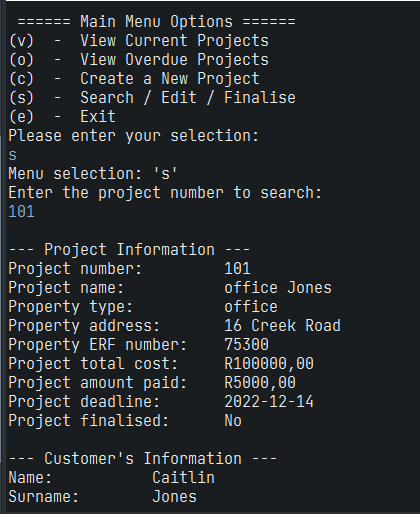 ====== Main Menu Options ======
(v)  -  View Current Projects
(o)  -  View Overdue Projects
(c)  -  Create a New Project
(s)  -  Search / Edit / Finalise
(e)  -  Exit
Please enter your selection:
s
Menu selection: 's'
Enter the project number to search:
101
--- Project Information ---
Project number:         101
Project name:           office Jones
Property type:          office
Property address:       16 Creek Road
Property ERF number:    75300
Project total cost:     R100000,00
Project amount paid:    R5000,00
Project deadline:       2022-12-14
Project finalised:      No
--- Customer's Information ---
Name:           Caitlin
Surname:        Jones